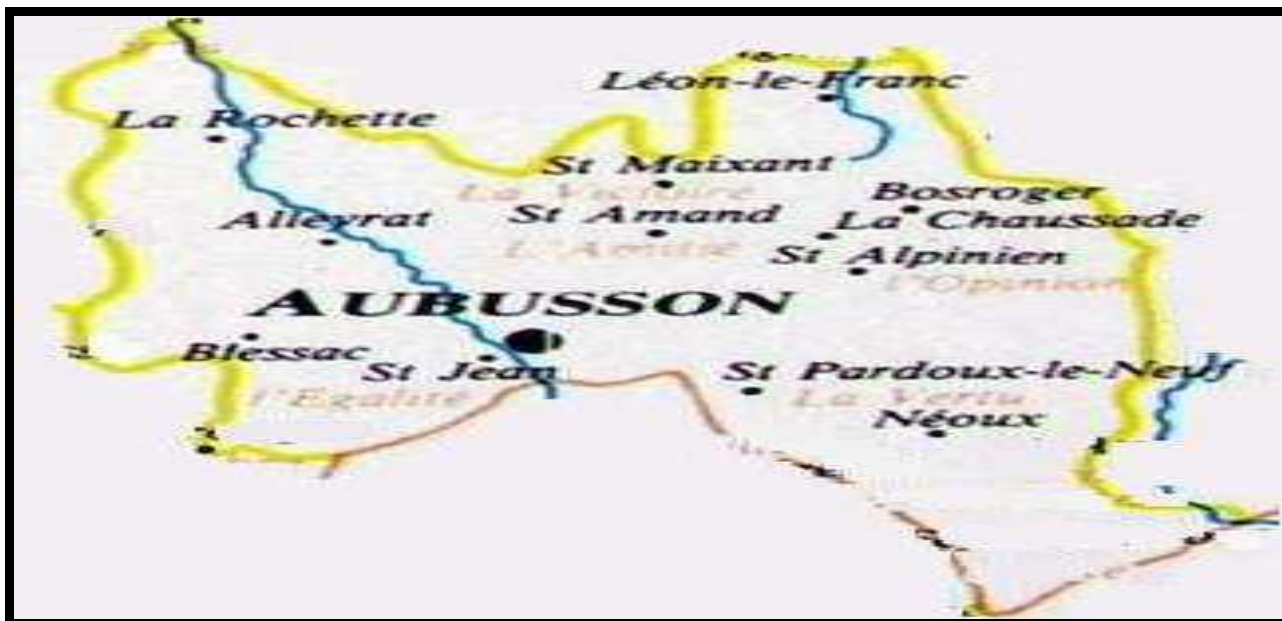 Léon-le-Franc
La Rochette
St Maixant
La Victoire
Bosroger
Alleyrat
St Amand
La Chaussade
L'Amitié
St Alpinien
l'Opinian
AUBUSSON
Blessac
St Jean
St Pardoux-le-Neuf
l'Egalité
La Vertu
Néoux